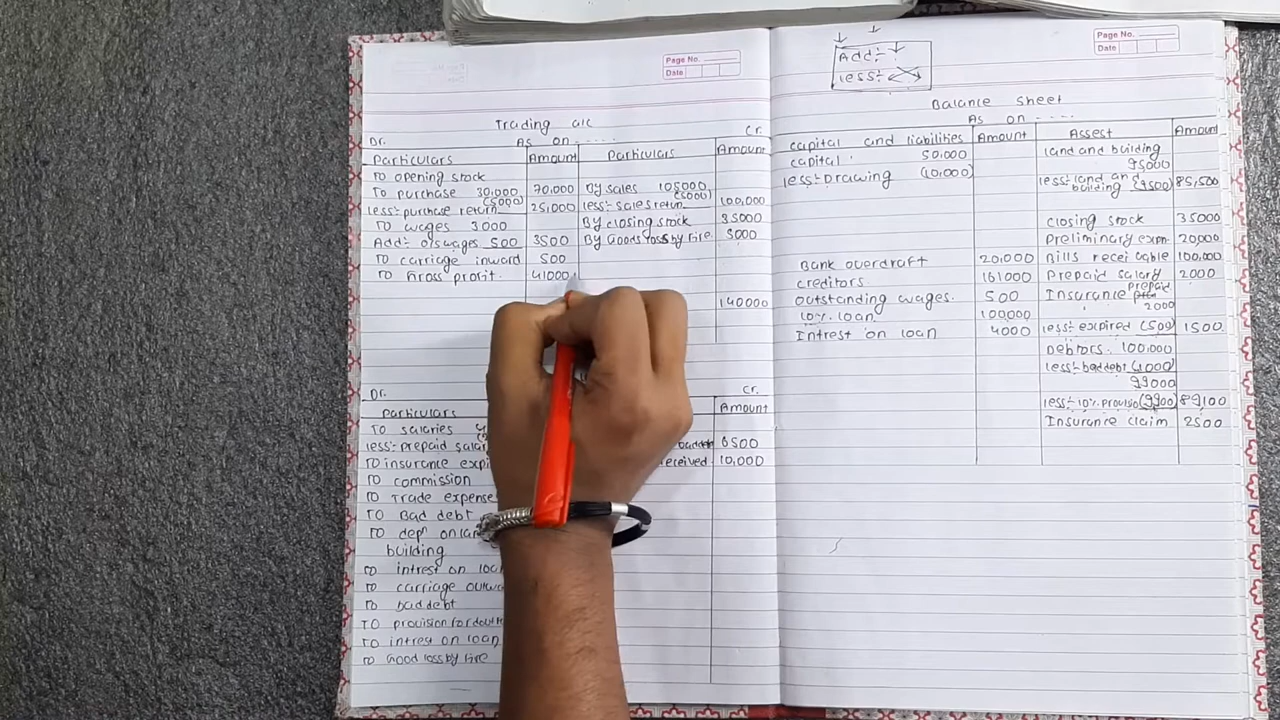 Page No.
Date
Trading a/c
As on .....
Dr. Cr.
Particulars Amount Particulars Amount
To opening stock
To purchase 30,000 70,000 By sales 105000
less:- purchase return (5000) 25,000 less:- sales return (5000) 100,000
To wages 3000 By closing stock 35000
Add:- o/s wages 500 3500 By Goods loss by Fire. 5000
To carriage inward 500
To Gross profit. 41000
140000
Dr. Cr.
Particulars Amount
To salaries
less:- prepaid 6500
To insurance 10,000
To commission
To Trade expense
To Bad debt
To depn on
building
To intrest on
To carriage
To bad debt
To provision for
To intrest on loan
To Good loss by Fire
Page No.
Date
Add:-
less:-
Balance sheet
As on -----
capital and liabilities Amount Assest Amount
capital 50,000 land and building
95000
less:- Drawing (10,000) less:- land and
building (9500) 85,500
closing stock 35000
Preliminary expn. 20,000
Bank overdraft 20,000 Bills receivable 100,000
creditors 161000 Prepaid salary 2000
outstanding wages. 500 Insurance prepaid
2000
10% loan 100,000
Intrest on loan 4000 less:- expired (500) 1500.
Debtors. 100,000
less:- bad debt (1000)
99000
less:- 10% provisio (9900) 89100
Insurance claim 2500